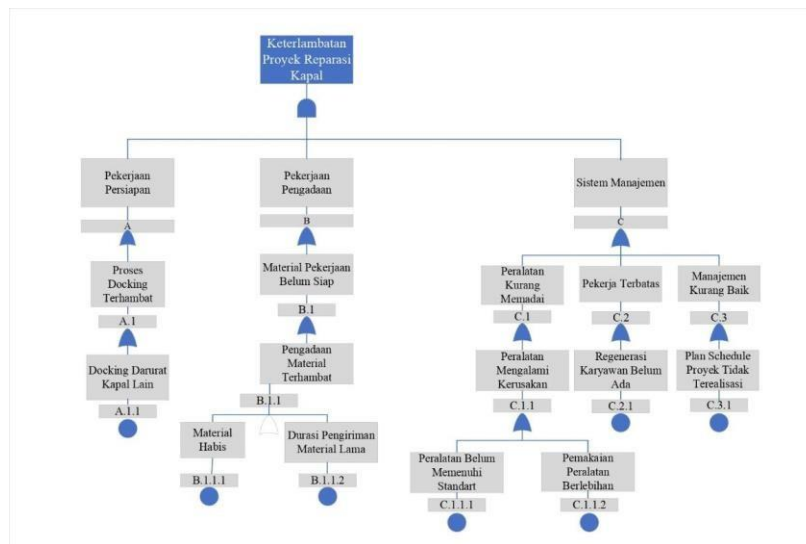 Keterlambatan
Proyek Reparasi
Kapal
Pekerjaan
Persiapan
Pekerjaan
Pengadaan
Sistem Manajemen
A
B
C
Proses
Docking
Terhambat
Material Pekerjaan
Belum Siap
Peralatan
Kurang
Memadai
Pekerja Terbatas
Manajemen
Kurang Baik
A.1
B.1
C.1
C.2
C.3
Docking Darurat
Kapal Lain
Pengadaan
Material
Terhambat
Peralatan
Mengalami
Kerusakan
Regenerasi
Karyawan Belum
Ada
Plan Schedule
Proyek Tidak
Terealisasi
A.1.1
B.1.1
C.1.1
C.2.1
C.3.1
Material
Habis
Durasi Pengiriman
Material Lama
Peralatan Belum
Memenuhi
Standart
Pemakaian
Peralatan
Berlebihan
B.1.1.1
B.1.1.2
C.1.1.1
C.1.1.2